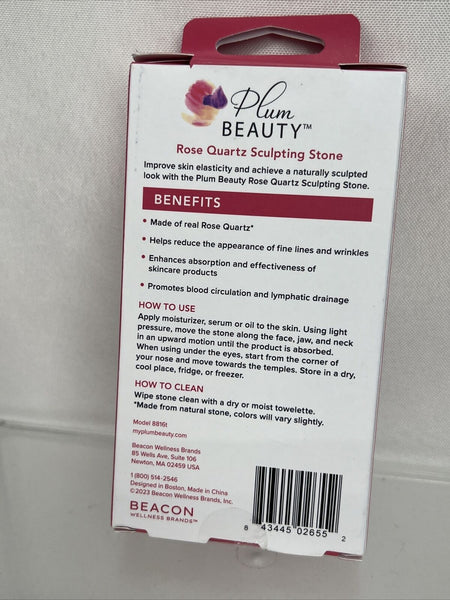 Plum
BEAUTY™
Rose Quartz Sculpting Stone
Improve skin elasticity and achieve a naturally sculpted
look with the Plum Beauty Rose Quartz Sculpting Stone.
BENEFITS
• Made of real Rose Quartz*
• Helps reduce the appearance of fine lines and wrinkles
• Enhances absorption and effectiveness of
skincare products
• Promotes blood circulation and lymphatic drainage
HOW TO USE
Apply moisturizer, serum or oil to the skin. Using light
pressure, move the stone along the face, jaw, and neck
in an upward motion until the product is absorbed.
When using under the eyes, start from the corner of
your nose and move towards the temples. Store in a dry,
cool place, fridge, or freezer.
HOW TO CLEAN
Wipe stone clean with a dry or moist towelette.
*Made from natural stone, colors will vary slightly.
Model 8816t
myplumbeauty.com
Beacon Wellness Brands
85 Wells Ave, Suite 106
Newton, MA 02459 USA
1 (800) 514-2546
Designed in Boston, Made in China
©2023 Beacon Wellness Brands, Inc.
BEACON
WELLNESS BRANDS™
8 43445 02655 2